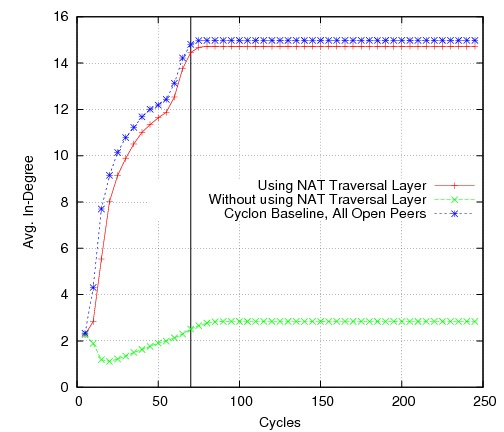 16
14
12
10
8
6
4
2
0
Avg. In-Degree
Using NAT Traversal Layer
Without using NAT Traversal Layer
Cyclon Baseline, All Open Peers
0 50 100 150 200 250
Cycles